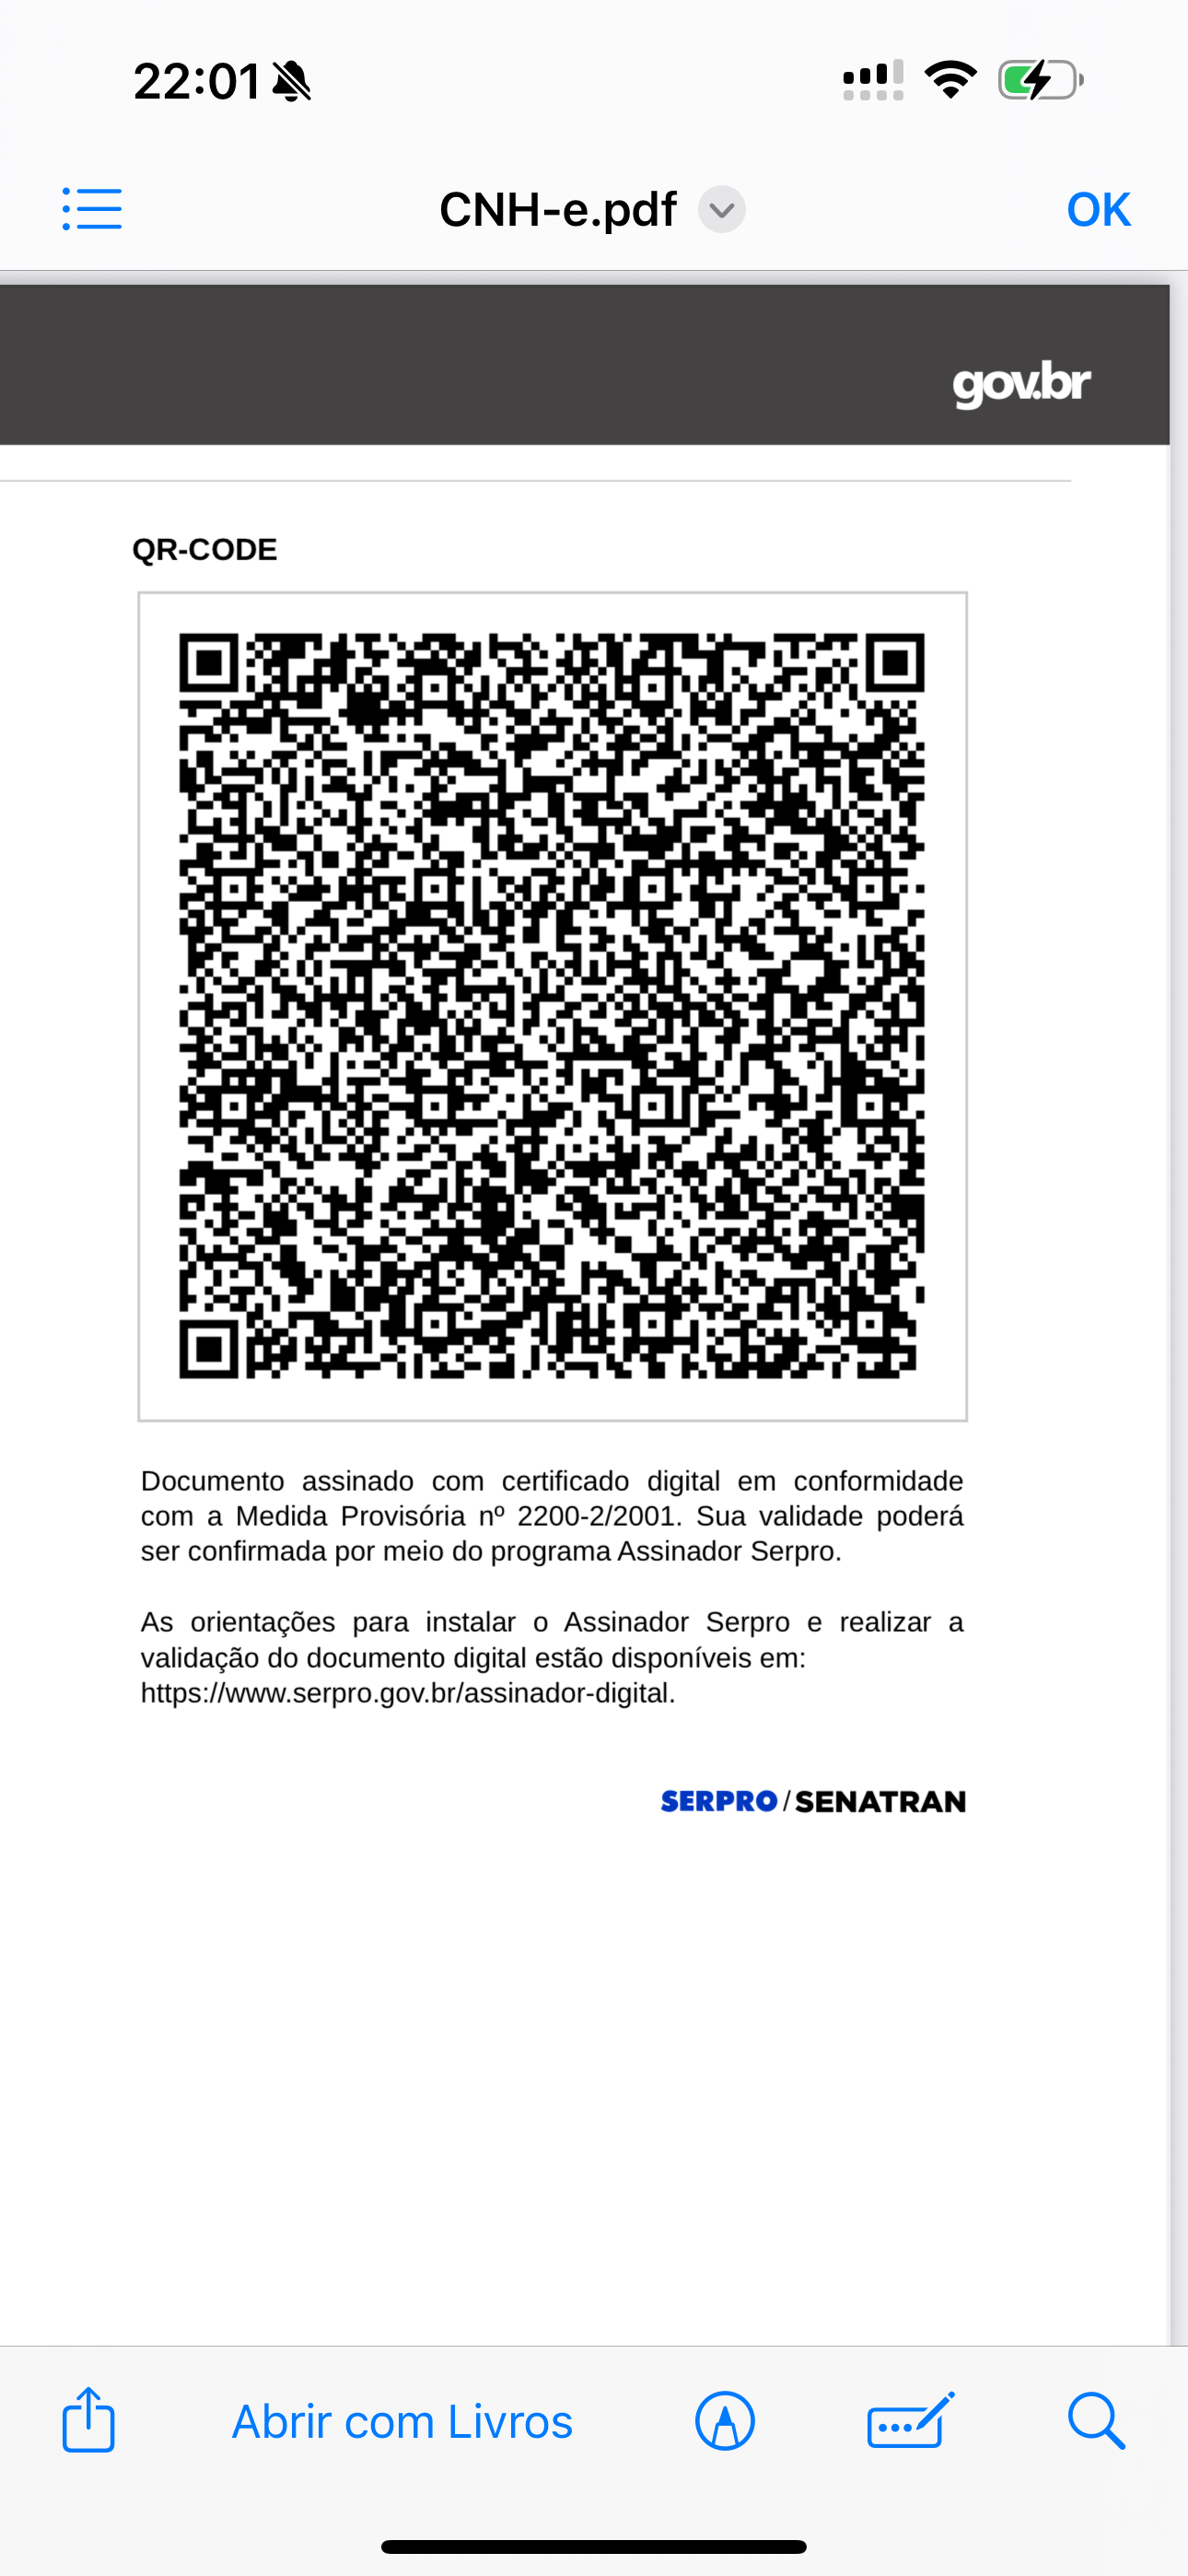 22:01
CNH-e.pdf
OK
gov.br
QR-CODE
Documento assinado com certificado digital em conformidade
com a Medida Provisória nº 2200-2/2001. Sua validade poderá
ser confirmada por meio do programa Assinador Serpro.
As orientações para instalar o Assinador Serpro e realizar a
validação do documento digital estão disponíveis em:
https://www.serpro.gov.br/assinador-digital.
SERPRO / SENATRAN
Abrir com Livros